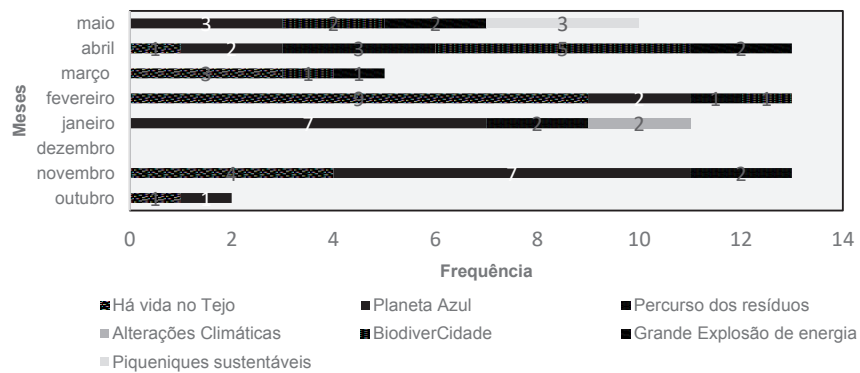 Meses
maio 3 2 2 3
abril 1 2 3 5 2
março 3 1 1
fevereiro 9 2 1 1
janeiro 7 2 2
dezembro
novembro 4 7 2
outubro 1 1
0 2 4 6 8 10 12 14
Frequência
Há vida no Tejo Planeta Azul Percurso dos resíduos
Alterações Climáticas BiodiverCidade Grande Explosão de energia
Piqueniques sustentáveis